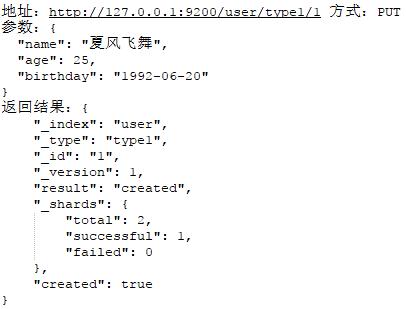 地址: http://127.0.0.1:9200/user/type1/1 方式: PUT
参数: {
    "name": "夏风飞舞",
    "age": 25,
    "birthday": "1992-06-20"
}
返回结果: {
    "_index": "user",
    "_type": "type1",
    "_id": "1",
    "_version": 1,
    "result": "created",
    "_shards": {
        "total": 2,
        "successful": 1,
        "failed": 0
    },
    "created": true
}